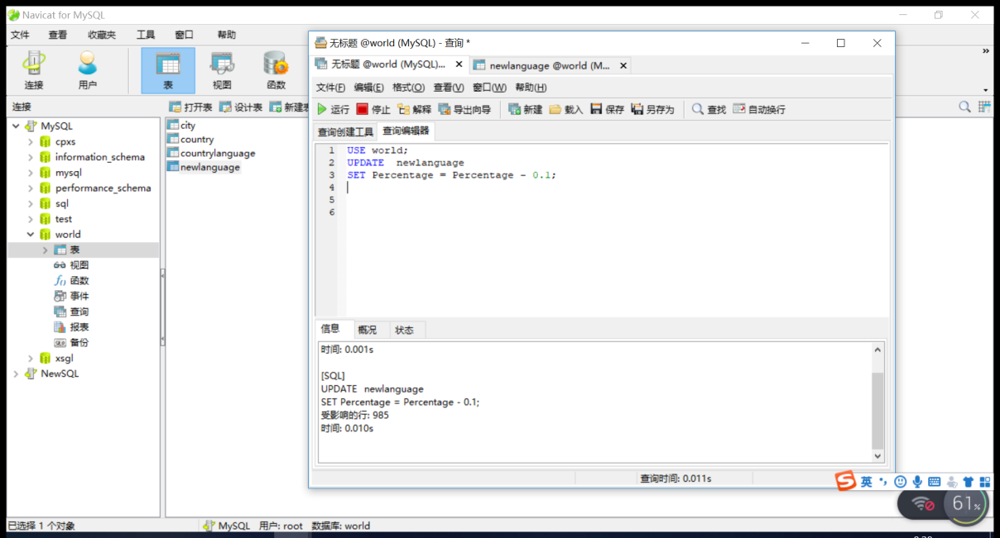 Navicat for MySQL
文件 查看 收藏夹 工具 窗口 帮助
连接 用户 表 视图 函数
»
连接
打开表 设计表 新建表
MySQL
cpxs
information_schema
mysql
performance_schema
sql
test
world
表
视图
函数
事件
查询
报表
备份
xsgl
NewSQL
city
country
countrylanguage
newlanguage
无标题 @world (MySQL) - 查询 *
无标题 @world (MySQL)... newlanguage @world (M...
文件(F) 编辑(E) 格式(O) 查看(V) 窗口(W) 帮助(H)
运行 停止 解释 导出向导 新建 载入 保存 另存为 查找 自动换行
查询创建工具 查询编辑器
1 USE world;
2 UPDATE newlanguage
3 SET Percentage = Percentage - 0.1;
4
5
6
信息 概况 状态
时间: 0.001s
[SQL]
UPDATE newlanguage
SET Percentage = Percentage - 0.1;
受影响的行: 985
时间: 0.010s
查询时间: 0.011s
S 英
61%
已选择 1 个对象 MySQL 用户: root 数据库: world